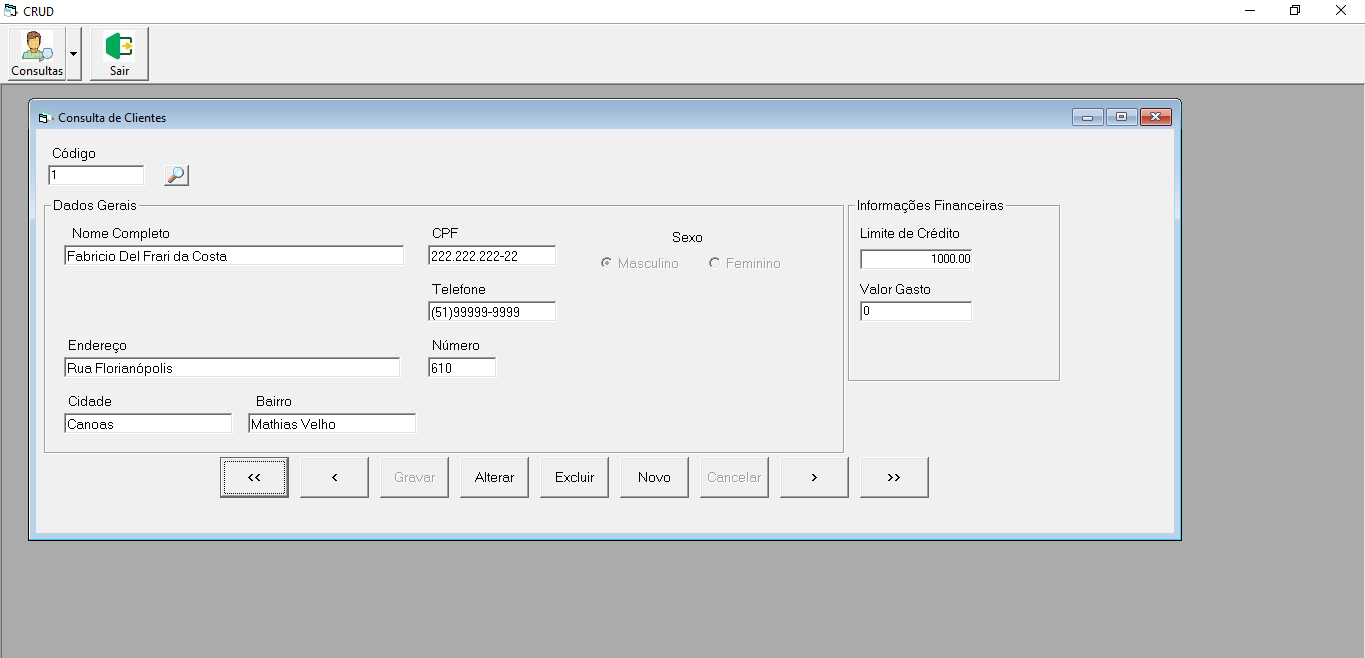 CRUD
Consultas
Sair
Consulta de Clientes
Código
1
Dados Gerais
Nome Completo
Fabricio Del Frari da Costa
CPF
222.222.222-22
Sexo
Masculino
Feminino
Telefone
(51)99999-9999
Endereço
Rua Florianópolis
Número
610
Cidade
Canoas
Bairro
Mathias Velho
Informações Financeiras
Limite de Crédito
1000.00
Valor Gasto
0
<<
<
Gravar
Alterar
Excluir
Novo
Cancelar
>
>>